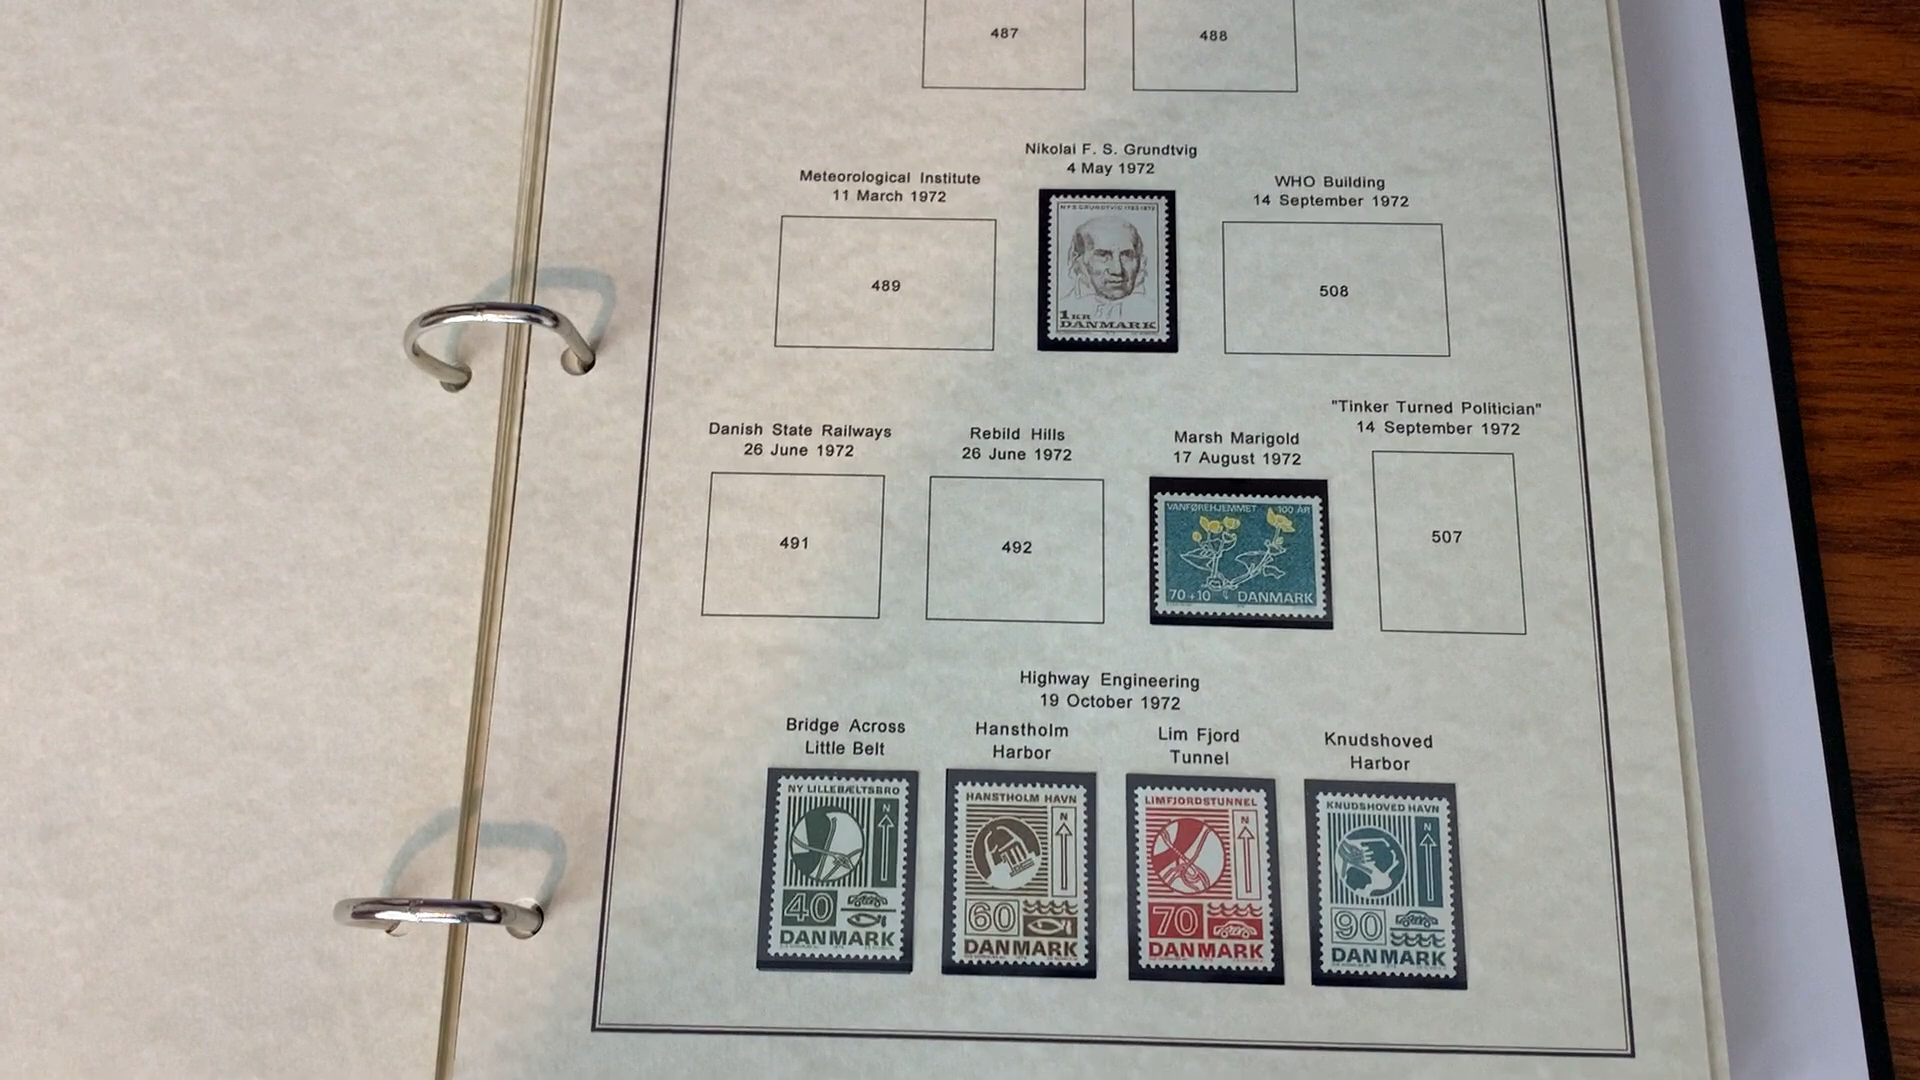 487
488
Nikolai F. S. Grundtvig
4 May 1972
Meteorological Institute
11 March 1972
WHO Building
14 September 1972
489
N F S GRUNDTVIG 1783 1872
1 KR
DANMARK
508
"Tinker Turned Politician"
14 September 1972
Danish State Railways
26 June 1972
Rebild Hills
26 June 1972
Marsh Marigold
17 August 1972
491
492
VANFØREHJEMMET 100 ÅR
70+10 DANMARK
507
Highway Engineering
19 October 1972
Bridge Across
Little Belt
Hanstholm
Harbor
Lim Fjord
Tunnel
Knudshoved
Harbor
NY LILLEBÆLTSBRO
N
40
DANMARK
HANSTHOLM HAVN
N
60
DANMARK
LIMFJORDSTUNNEL
N
70
DANMARK
KNUDSHOVED HAVN
N
90
DANMARK